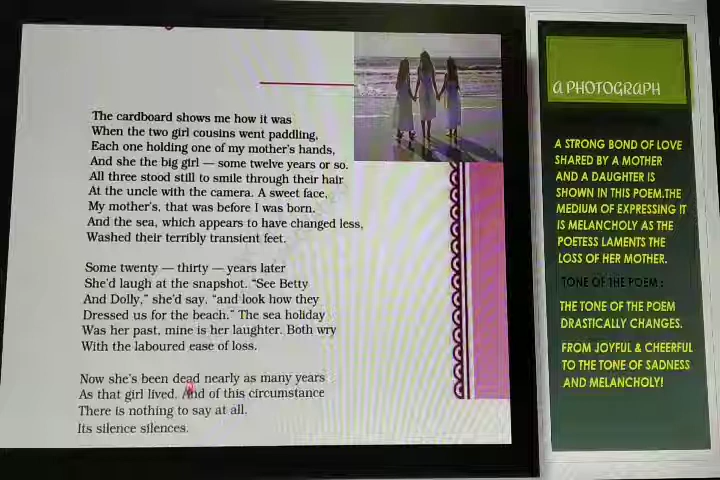 The cardboard shows me how it was
When the two girl cousins went paddling,
Each one holding one of my mother's hands,
And she the big girl — some twelve years or so.
All three stood still to smile through their hair
At the uncle with the camera. A sweet face,
My mother's, that was before I was born.
And the sea, which appears to have changed less,
Washed their terribly transient feet.
Some twenty — thirty — years later
She'd laugh at the snapshot. "See Betty
And Dolly," she'd say, "and look how they
Dressed us for the beach." The sea holiday
Was her past, mine is her laughter. Both wry
With the laboured ease of loss.
Now she's been dead nearly as many years
As that girl lived. And of this circumstance
There is nothing to say at all.
Its silence silences.
A PHOTOGRAPH
A STRONG BOND OF LOVE
SHARED BY A MOTHER
AND A DAUGHTER IS
SHOWN IN THIS POEM.THE
MEDIUM OF EXPRESSING IT
IS MELANCHOLY AS THE
POETESS LAMENTS THE
LOSS OF HER MOTHER.
TONE OF THE POEM :
THE TONE OF THE POEM
DRASTICALLY CHANGES.
FROM JOYFUL & CHEERFUL
TO THE TONE OF SADNESS
AND MELANCHOLY!